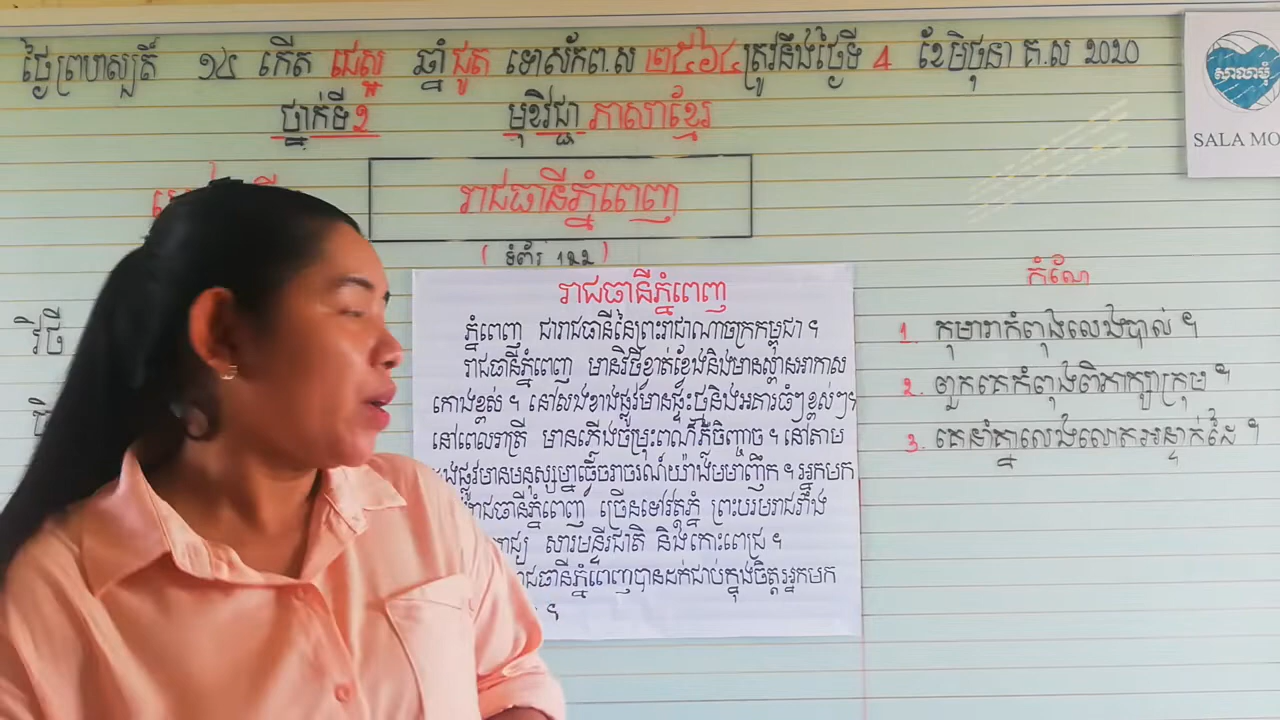 ថ្ងៃព្រហស្បតិ៍ ១៤ កើត ជេស្ឋ ឆ្នាំ ជូត ទោស័ក ព.ស ២៥៦៤ ត្រូវនឹងថ្ងៃទី 4 ខែមិថុនា គ.ស 2020
ថ្នាក់ទី 2 មុខវិជ្ជា ភាសាខ្មែរ
សាលាមុំ
SALA MO
រាជធានីភ្នំពេញ
( ទំព័រ ១២២ )
រាជធានីភ្នំពេញ
ភ្នំពេញ ជារាជធានីនៃព្រះរាជាណាចក្រកម្ពុជា ។
រាជធានីភ្នំពេញ មានវិថីខ្វាត់ខ្វែងនិងមានស្ពានអាកាស
កោងខ្ពស់ ។ នៅសងខាងផ្លូវមានផ្ទះថ្មនិងអគារធំៗខ្ពស់ៗ។
នៅពេលរាត្រី មានភ្លើងចម្រុះពណ៌ភ្លឺចិញ្ចាច ។ នៅតាម
ដងផ្លូវមានមនុស្សម្នាធ្វើចរាចរណ៍យ៉ាងមមាញឹក ។ អ្នកមក
រាជធានីភ្នំពេញ ច្រើនទៅវត្តភ្នំ ព្រះបរមរាជវាំង
សារមន្ទីរជាតិ និងកោះពេជ្រ ។
ជធានីភ្នំពេញបានដក់ជាប់ក្នុងចិត្តអ្នកមក
។
វិថី
កំណែ
1. កុមារាកំពុងលេងបាល់ ។
2. ពួកគេកំពុងពិភាក្សាក្រុម ។
3. គេនាំគ្នាលេងលោតអន្ទាក់ដៃ ។